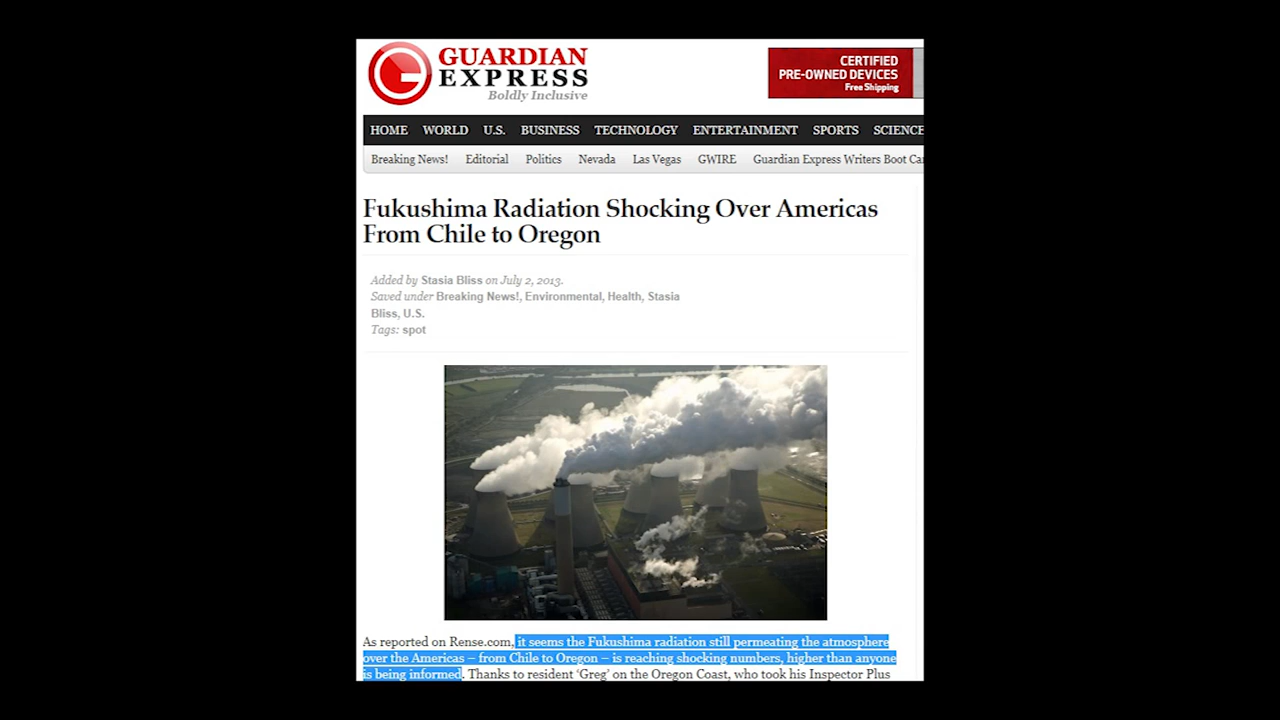 GUARDIAN
EXPRESS
Boldly Inclusive
CERTIFIED
PRE-OWNED DEVICES
Free Shipping
HOME WORLD U.S. BUSINESS TECHNOLOGY ENTERTAINMENT SPORTS SCIENCE
Breaking News! Editorial Politics Nevada Las Vegas GWIRE Guardian Express Writers Boot Ca
Fukushima Radiation Shocking Over Americas
From Chile to Oregon
Added by Stasia Bliss on July 2, 2013.
Saved under Breaking News!, Environmental, Health, Stasia
Bliss, U.S.
Tags: spot
As reported on Rense.com, it seems the Fukushima radiation still permeating the atmosphere
over the Americas – from Chile to Oregon – is reaching shocking numbers, higher than anyone
is being informed. Thanks to resident ‘Greg’ on the Oregon Coast, who took his Inspector Plus